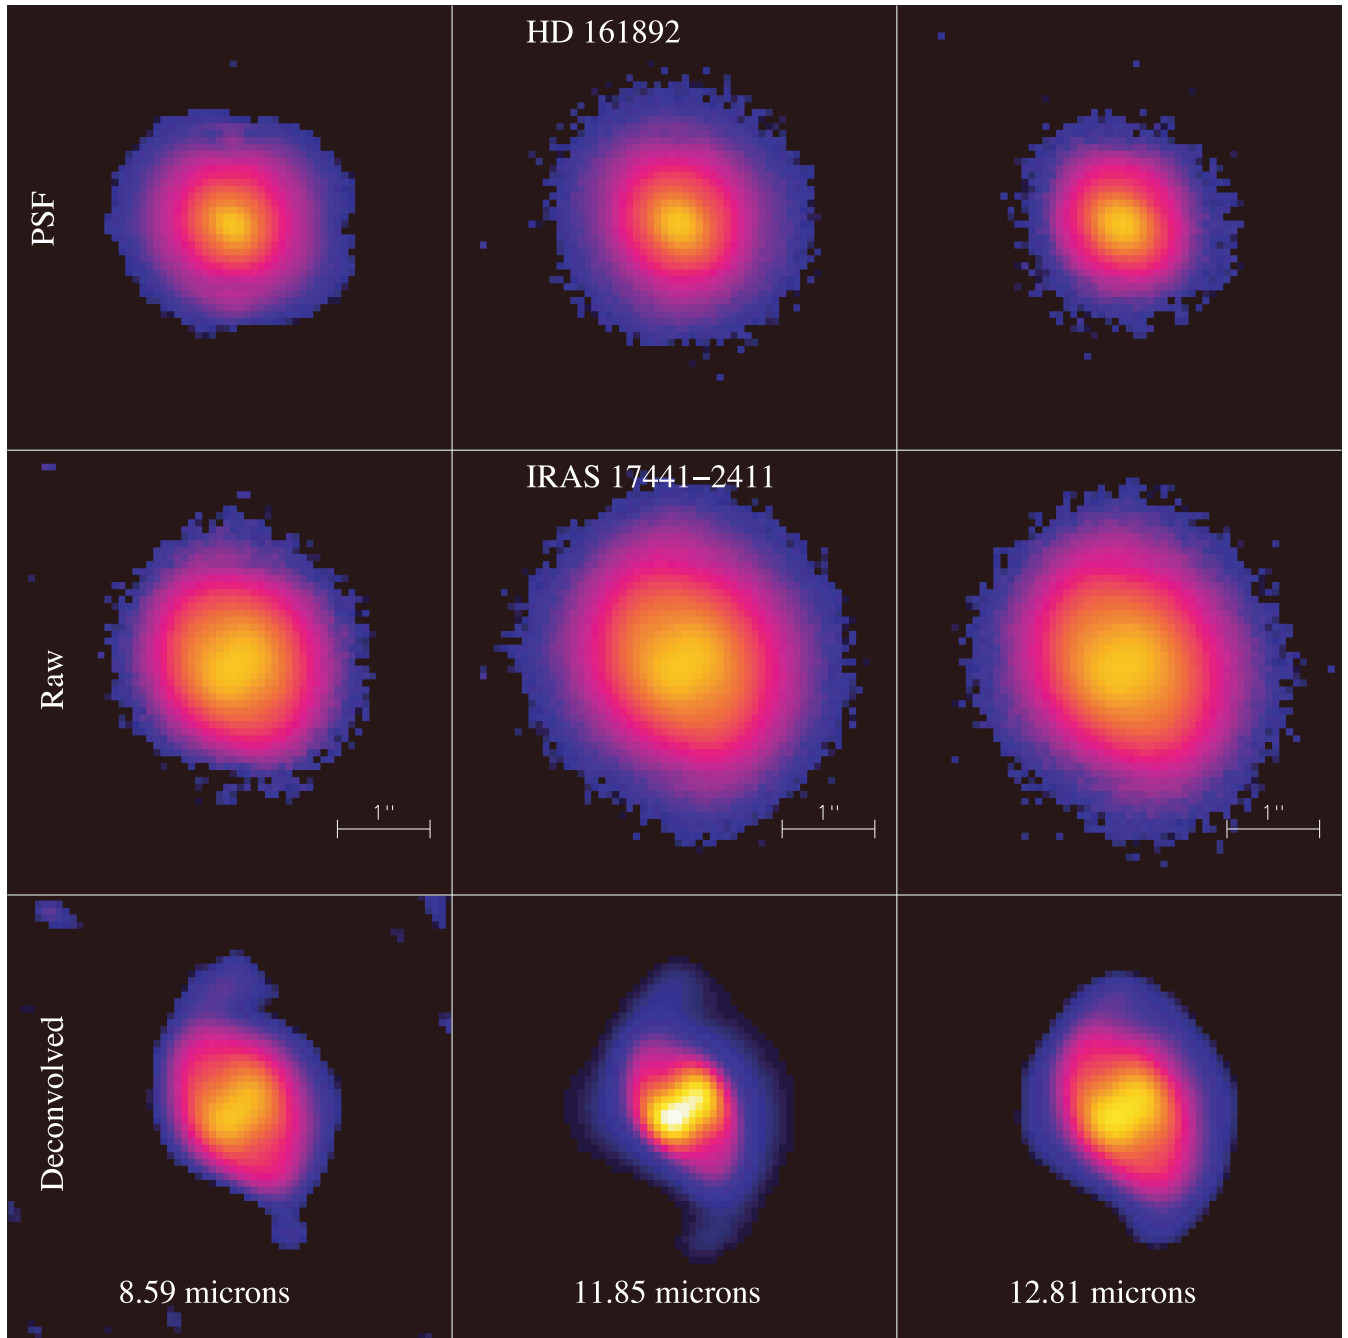 HD 161892
PSF
IRAS 17441−2411
Raw
1''
1''
1''
Deconvolved
8.59 microns
11.85 microns
12.81 microns